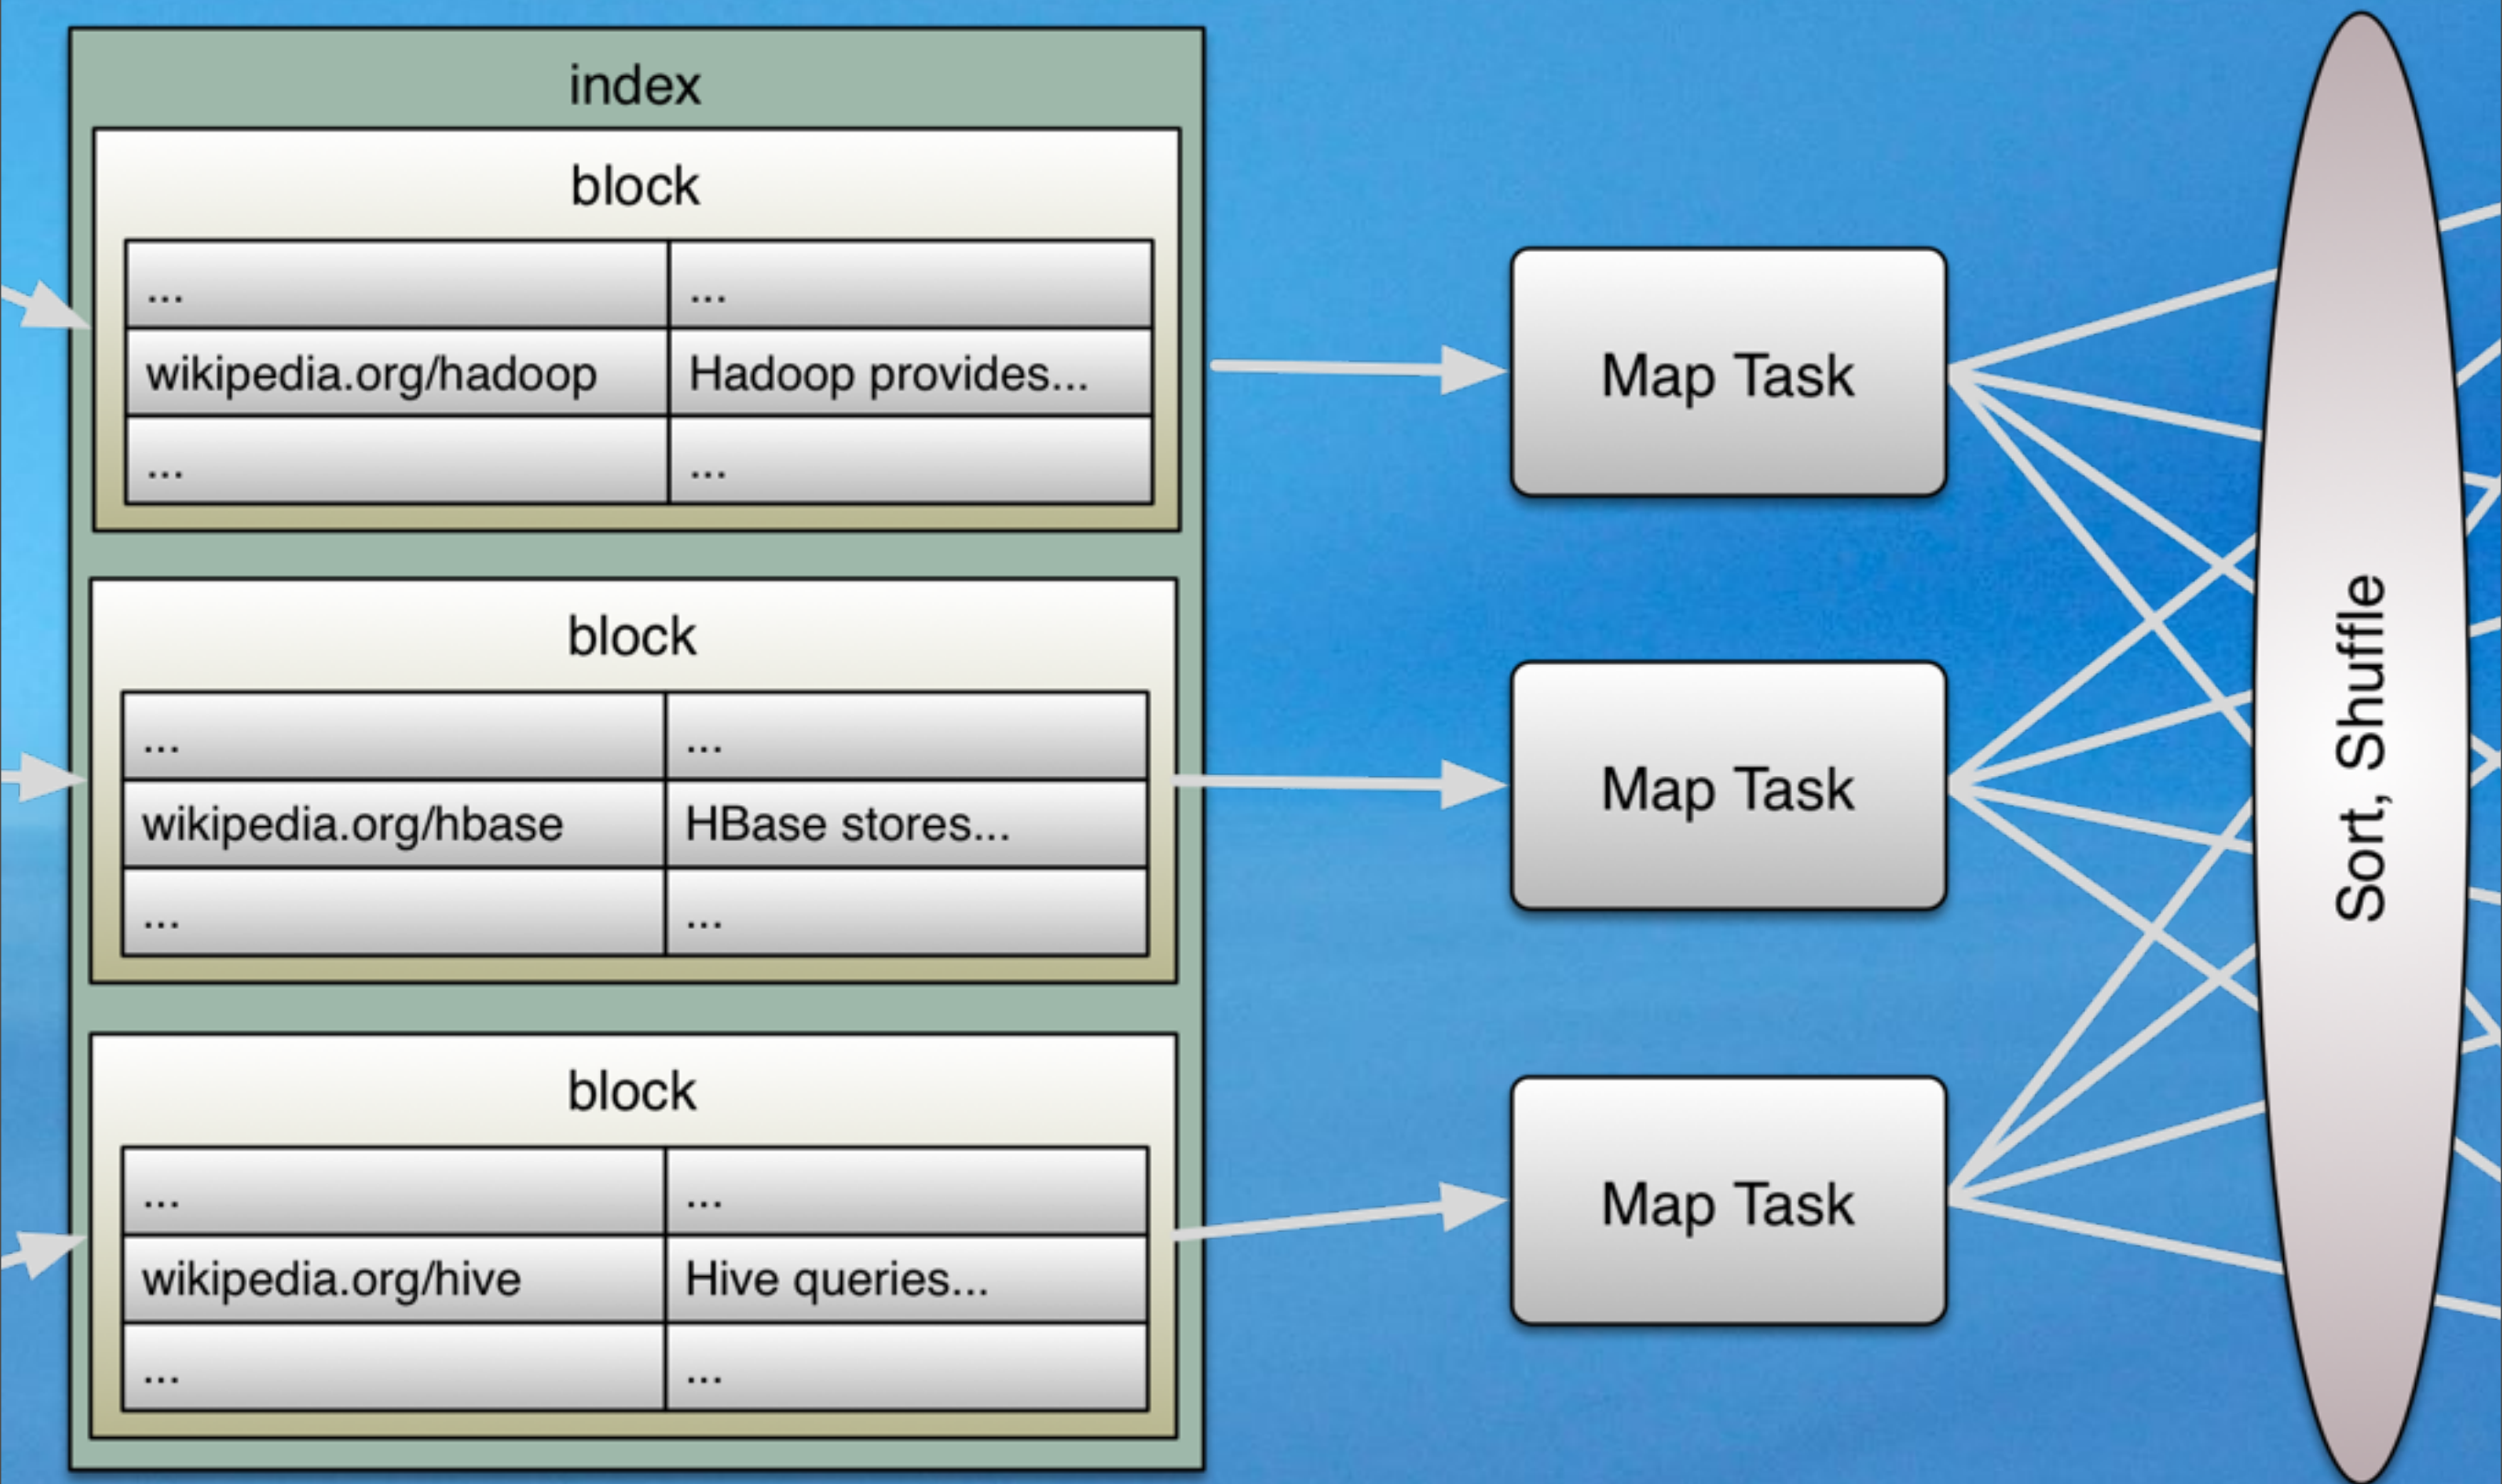 index
block
... ...
wikipedia.org/hadoop Hadoop provides...
... ...
block
... ...
wikipedia.org/hbase HBase stores...
... ...
block
... ...
wikipedia.org/hive Hive queries...
... ...
Map Task
Map Task
Map Task
Sort, Shuffle